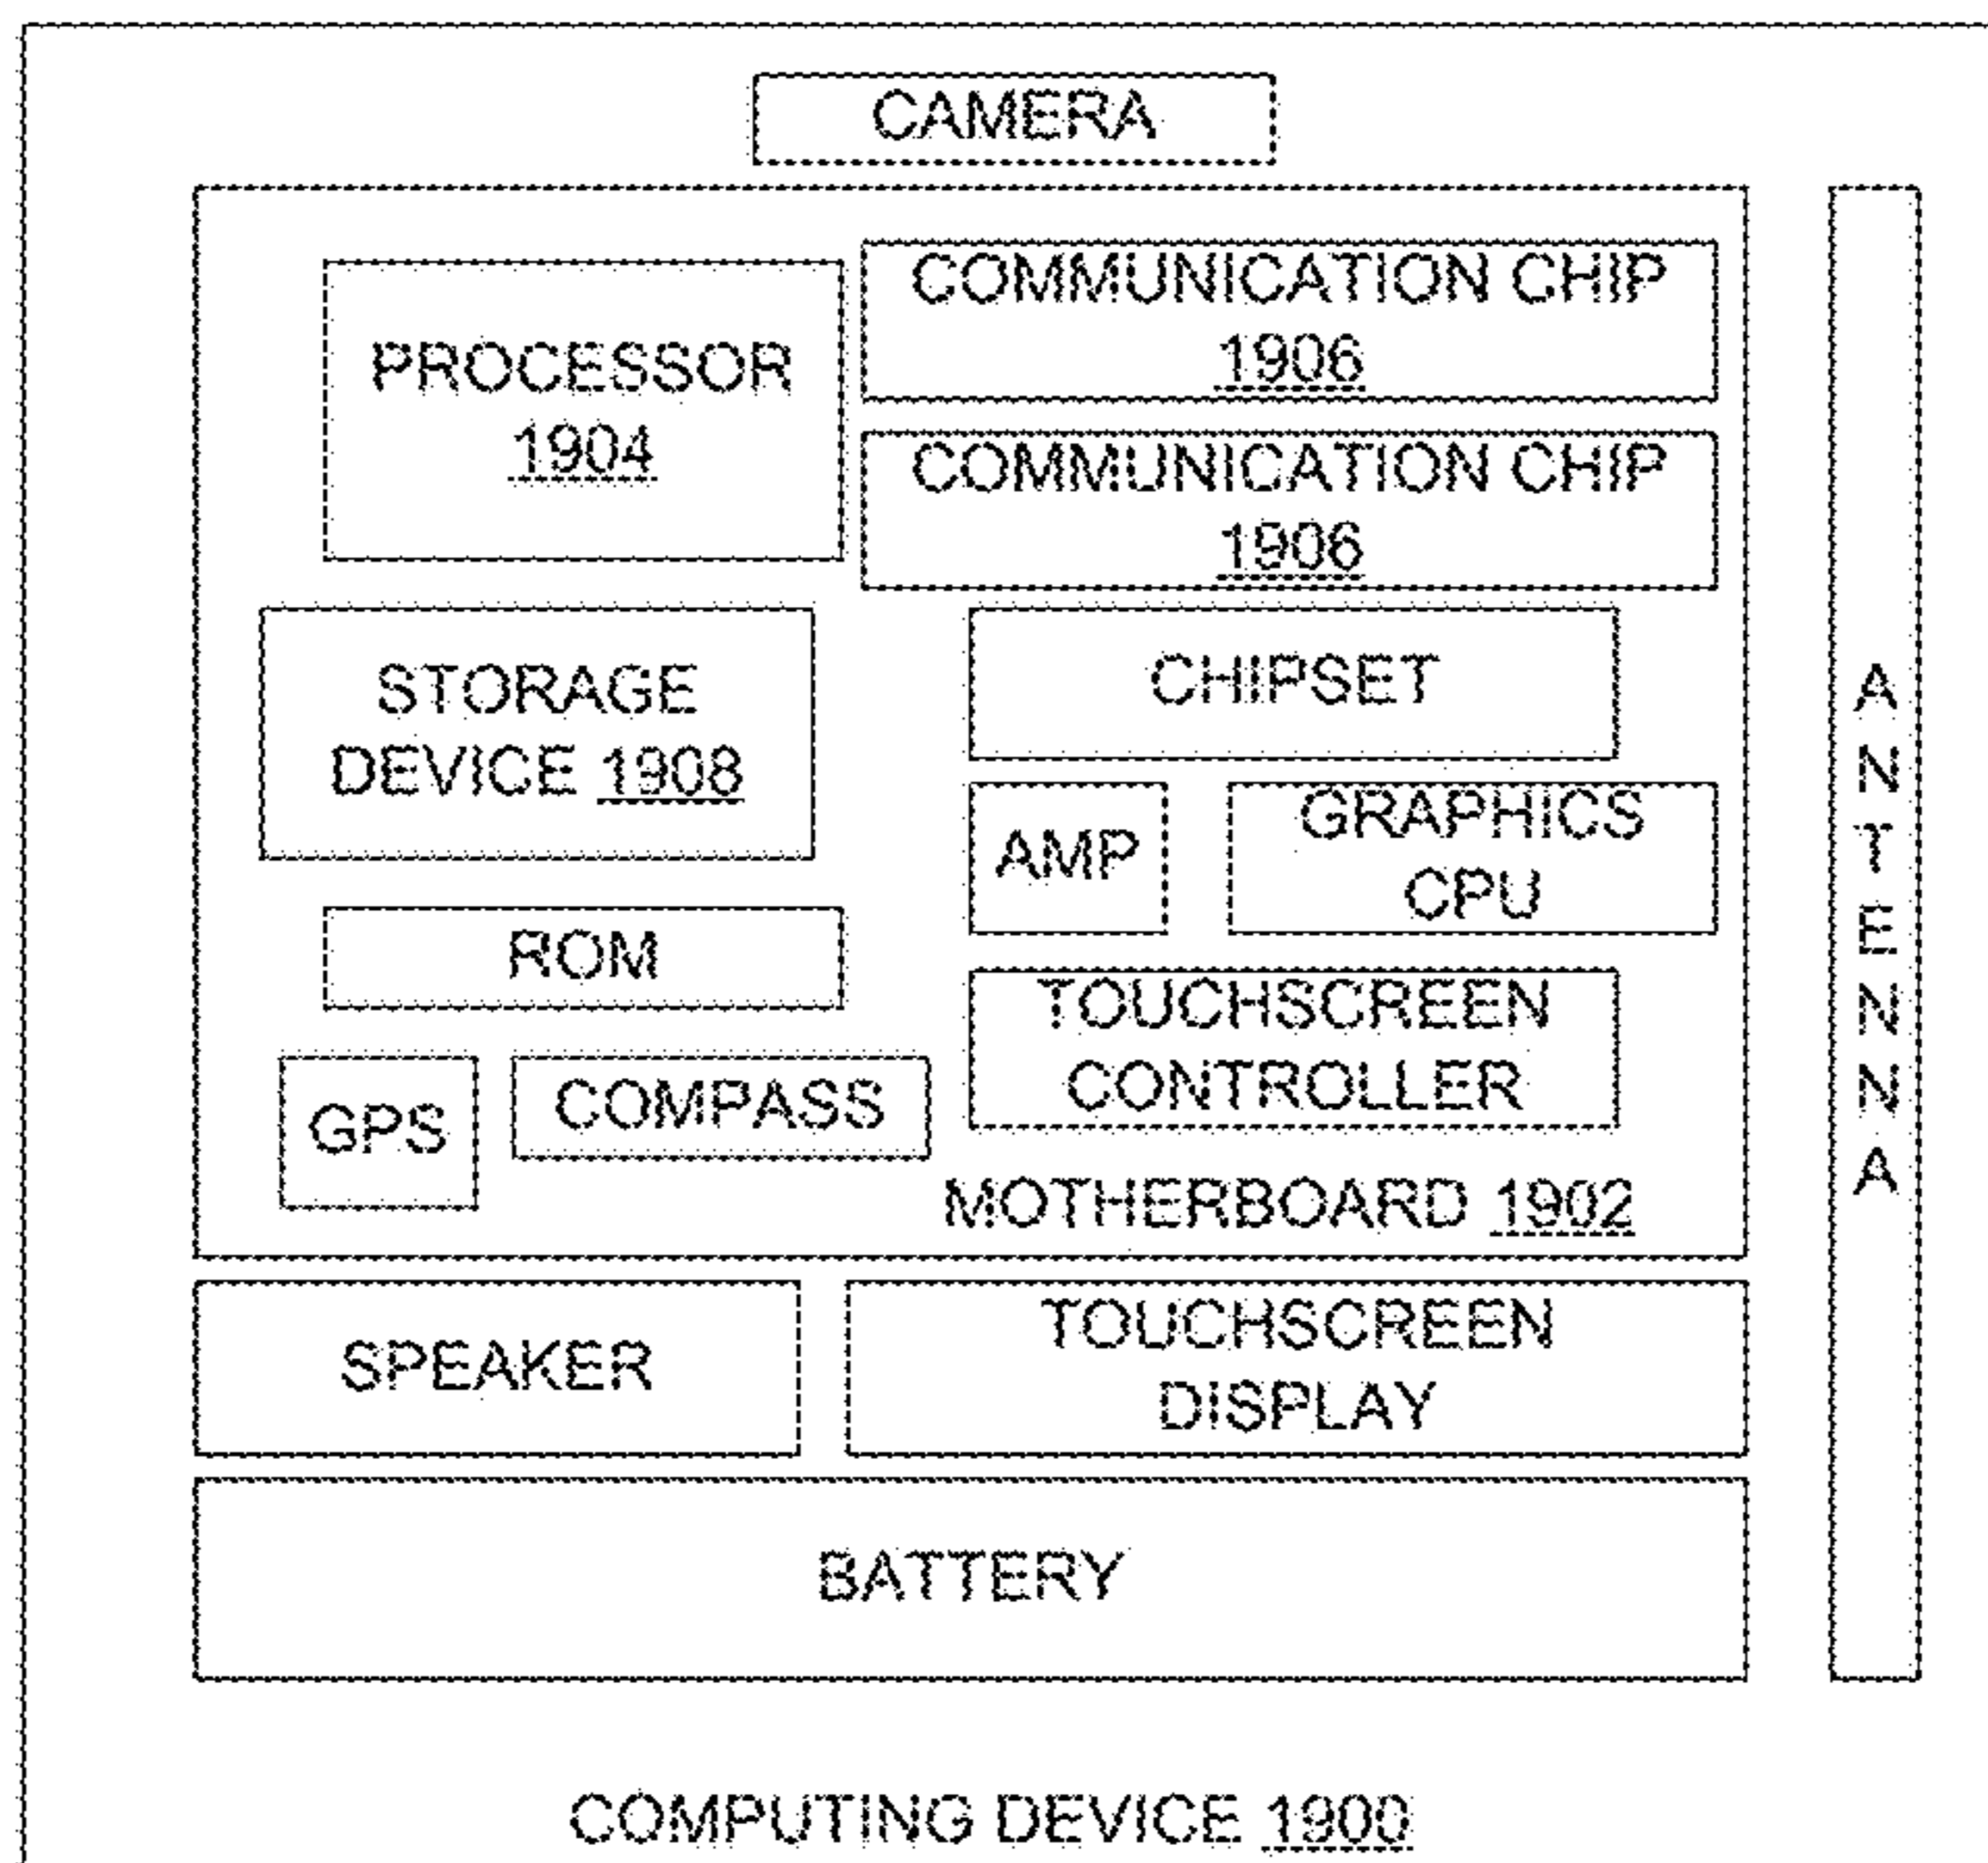 CAMERA
PROCESSOR
1904
COMMUNICATION CHIP
1906
COMMUNICATION CHIP
1906
STORAGE
DEVICE 1908
CHIPSET
AMP
GRAPHICS
CPU
ROM
TOUCHSCREEN
CONTROLLER
GPS
COMPASS
MOTHERBOARD 1902
ANTENNA
SPEAKER
TOUCHSCREEN
DISPLAY
BATTERY
COMPUTING DEVICE 1900